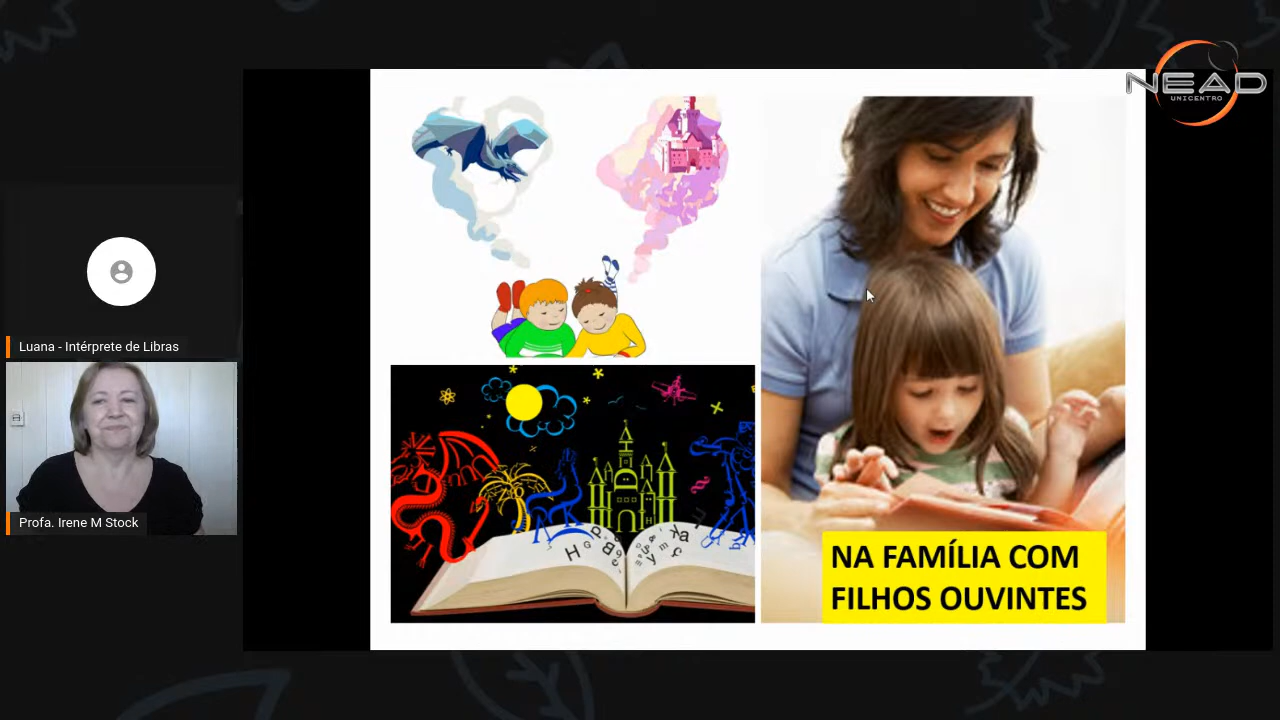 NEAD
UNICENTRO
Luana - Intérprete de Libras
Profa. Irene M Stock
NA FAMÍLIA COM
FILHOS OUVINTES